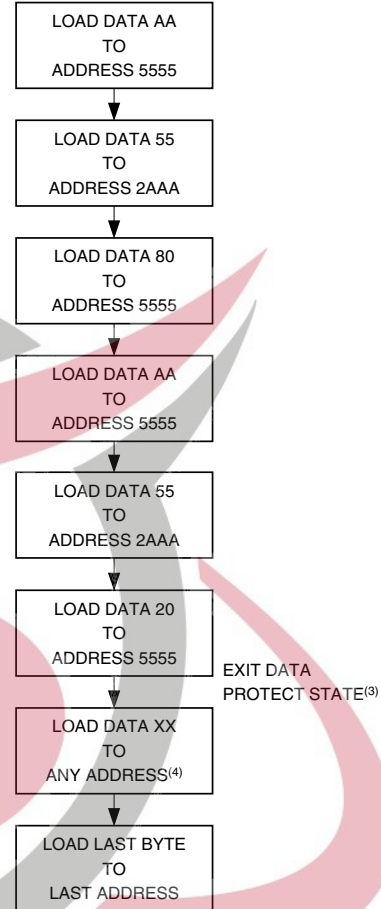 LOAD DATA AA
TO
ADDRESS 5555
LOAD DATA 55
TO
ADDRESS 2AAA
LOAD DATA 80
TO
ADDRESS 5555
LOAD DATA AA
TO
ADDRESS 5555
LOAD DATA 55
TO
ADDRESS 2AAA
LOAD DATA 20
TO
ADDRESS 5555
EXIT DATA
PROTECT STATE(3)
LOAD DATA XX
TO
ANY ADDRESS(4)
LOAD LAST BYTE
TO
LAST ADDRESS